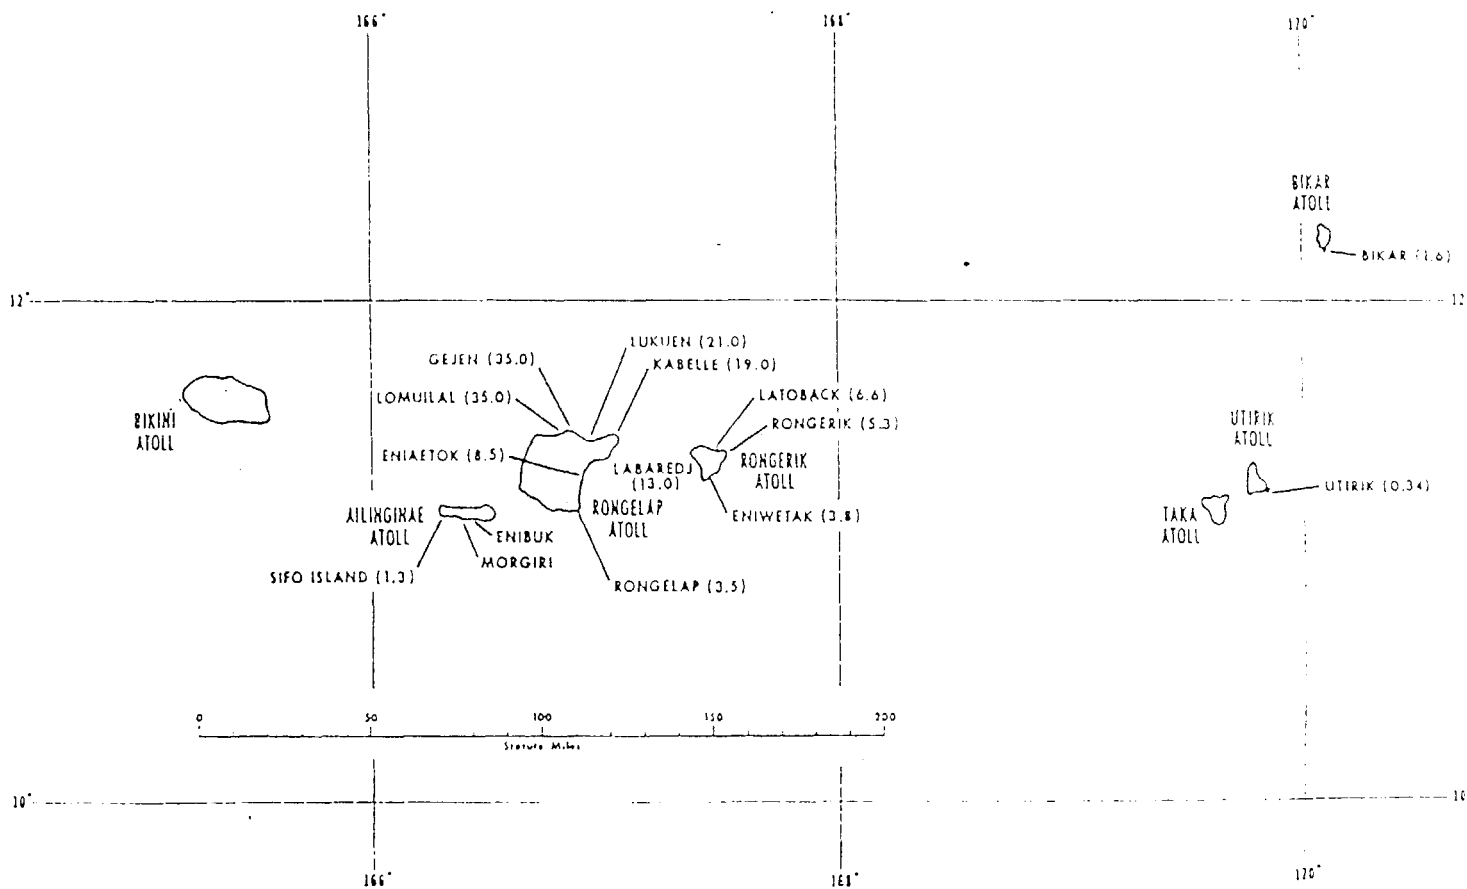 166°
168°
170°
BIKAR
ATOLL
BIKAR (1.6)
12°
12
LUKUEN (21.0)
GEJEN (35.0)
KABELLE (19.0)
LOMUILAL (35.0)
LATOBACK (6.6)
RONGERIK (5.3)
BIKINI
ATOLL
UTIRIK
ATOLL
ENIAETOK (8.5)
LABAREDJ
(13.0)
RONGERIK
ATOLL
UTIRIK (0.34)
AILINGINAE
ATOLL
RONGELAP
ATOLL
ENIWETAK (3.8)
TAKA
ATOLL
ENIBUK
MORGIRI
SIFO ISLAND (1.3)
RONGELAP (3.5)
0 50 100 150 200
Statute Miles
10°
10
166°
168°
170°